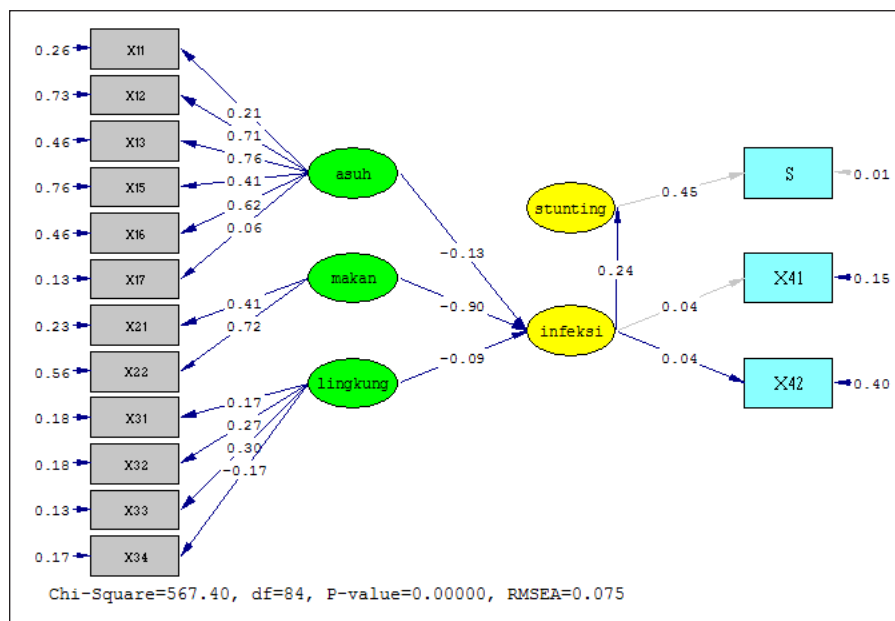 0.26 X11
0.73 X12
0.46 X13
0.76 X15
0.46 X16
0.13 X17
0.23 X21
0.56 X22
0.18 X31
0.18 X32
0.13 X33
0.17 X34
0.21
0.71
0.76
0.41
0.62
0.06
0.41
0.72
0.17
0.27
0.30
-0.17
asuh
makan
lingkung
-0.13
-0.90
-0.09
stunting
0.24
infeksi
0.45
0.04
0.04
S 0.01
X41 0.15
X42 0.40
Chi-Square=567.40, df=84, P-value=0.00000, RMSEA=0.075